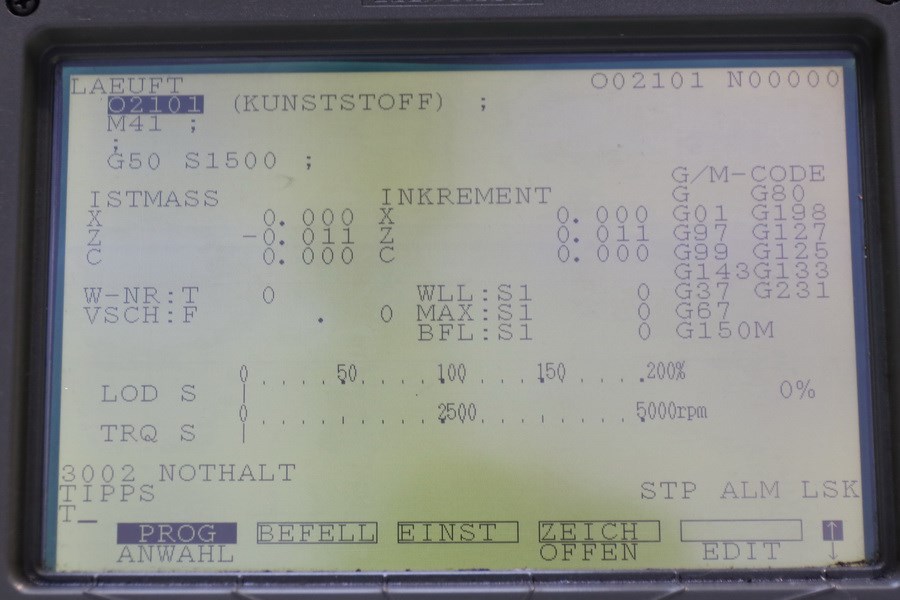 LAEUFT O02101 N00000
O2101 (KUNSTSTOFF) ;
M41 ;
;
G50 S1500 ;
G/M-CODE
ISTMASS INKREMENT G G80
X 0. 000 X 0. 000 G01 G198
Z -0. 011 Z 0. 011 G97 G127
C 0. 000 C 0. 000 G99 G125
G143G133
W-NR:T 0 WLL:S1 0 G37 G231
VSCH:F . 0 MAX:S1 0 G67
BFL:S1 0 G150M
0 50 100 150 200%
LOD S 0%
0 2500 5000rpm
TRQ S
3002 NOTHALT
TIPPS STP ALM LSK
T_
PROG BEFELL EINST ZEICH ↑
ANWAHL OFFEN EDIT ↓